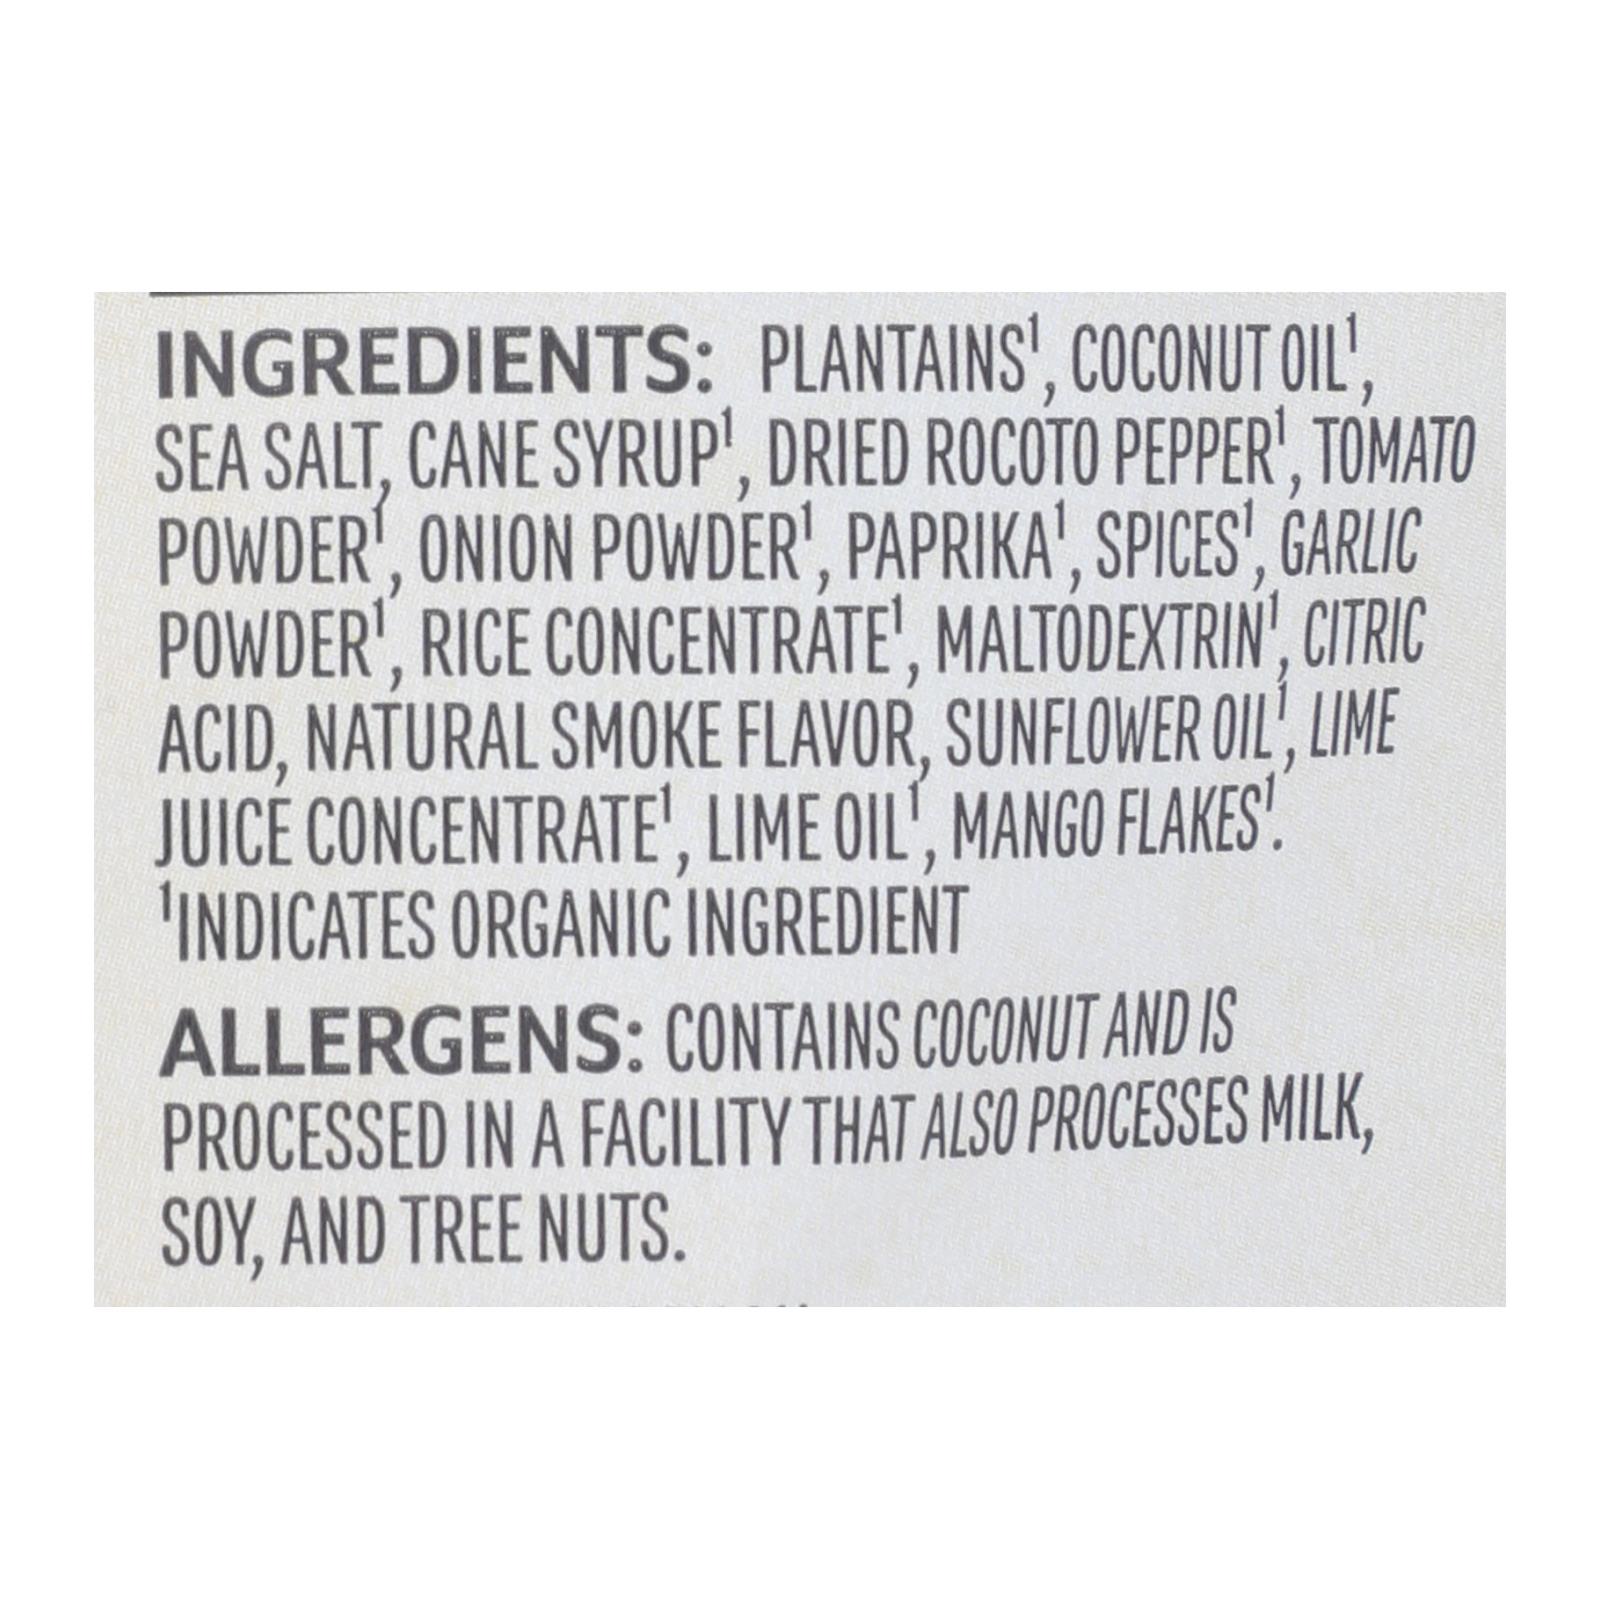 INGREDIENTS: PLANTAINS¹, COCONUT OIL¹,
SEA SALT, CANE SYRUP¹, DRIED ROCOTO PEPPER¹, TOMATO
POWDER¹, ONION POWDER¹, PAPRIKA¹, SPICES¹, GARLIC
POWDER¹, RICE CONCENTRATE¹, MALTODEXTRIN¹, CITRIC
ACID, NATURAL SMOKE FLAVOR, SUNFLOWER OIL¹, LIME
JUICE CONCENTRATE¹, LIME OIL¹, MANGO FLAKES¹.
¹INDICATES ORGANIC INGREDIENT
ALLERGENS: CONTAINS COCONUT AND IS
PROCESSED IN A FACILITY THAT ALSO PROCESSES MILK,
SOY, AND TREE NUTS.